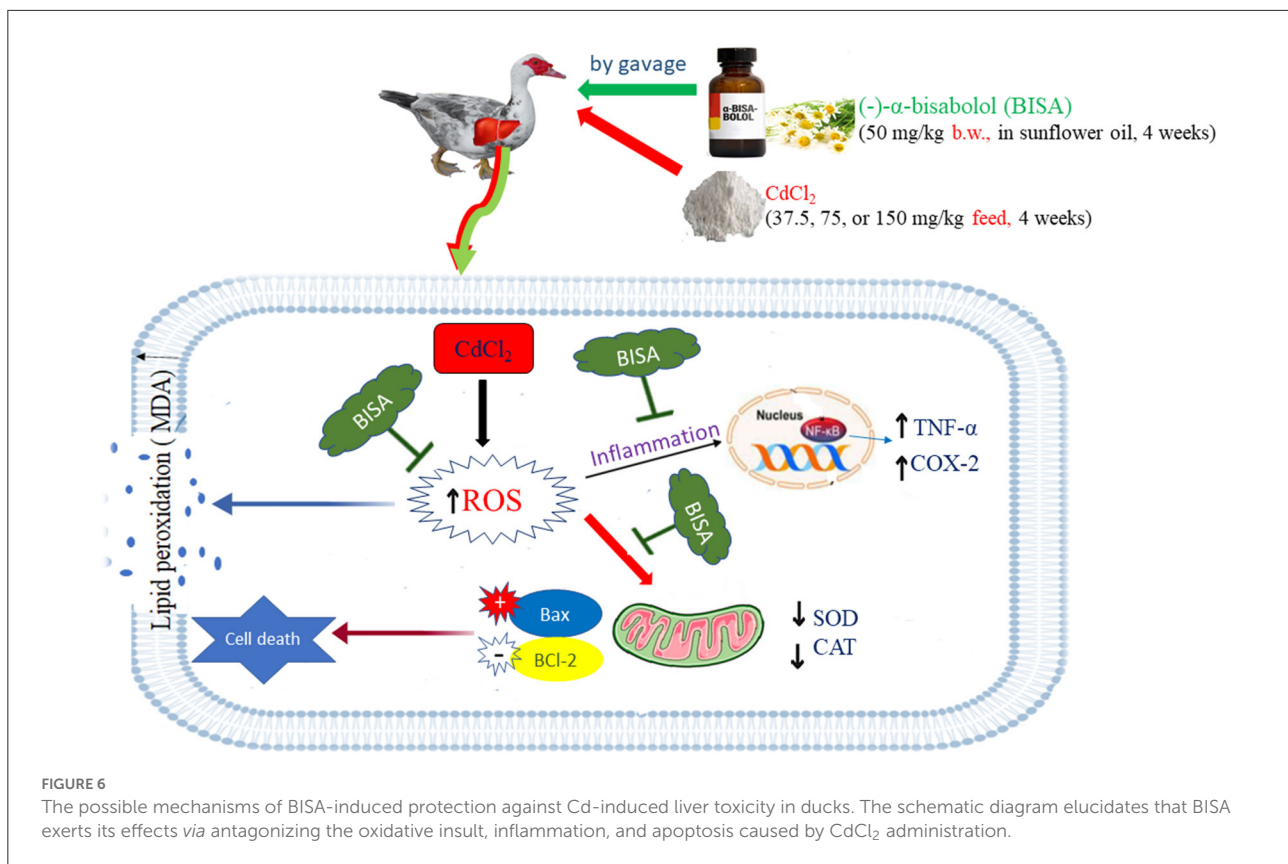 by gavage
α-BISA-
BOLOL
(-)-α-bisabolol (BISA)
(50 mg/kg b.w., in sunflower oil, 4 weeks)
CdCl₂
(37.5, 75, or 150 mg/kg feed, 4 weeks)
CdCl₂
BISA
BISA
Lipid peroxidation ( MDA)
↑ROS
Inflammation
Nucleus
NF-κB
↑ TNF-α
↑ COX-2
BISA
+
Bax
-
BCl-2
Cell death
↓ SOD
↓ CAT
FIGURE 6
The possible mechanisms of BISA-induced protection against Cd-induced liver toxicity in ducks. The schematic diagram elucidates that BISA
exerts its effects via antagonizing the oxidative insult, inflammation, and apoptosis caused by CdCl₂ administration.